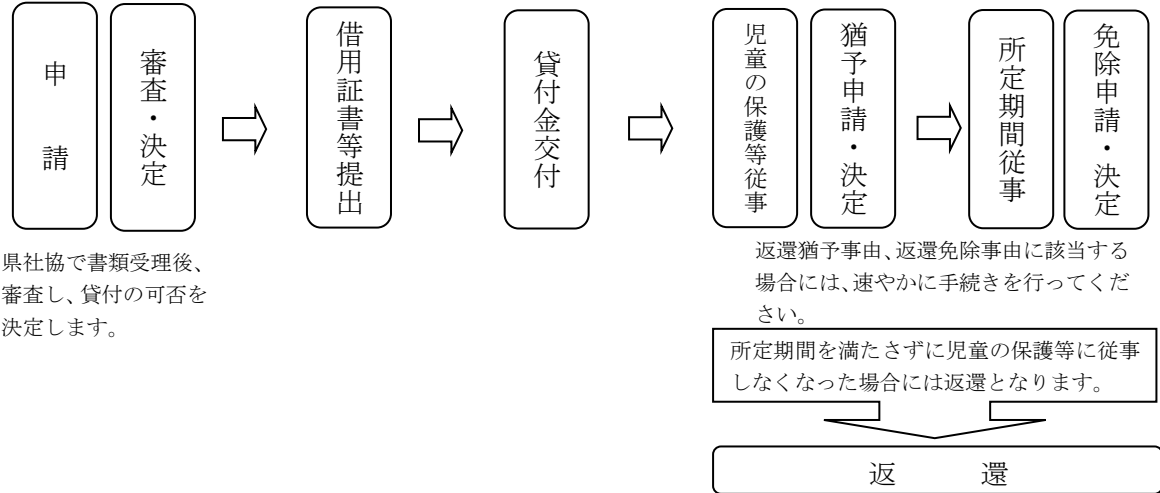 申請
審査・決定
借用証書等提出
貸付金交付
児童の保護等従事
猶予申請・決定
所定期間従事
免除申請・決定
県社協で書類受理後、
審査し、貸付の可否を
決定します。
返還猶予事由、返還免除事由に該当する
場合には、速やかに手続きを行ってくだ
さい。
所定期間を満たさずに児童の保護等に従事
しなくなった場合には返還となります。
返　　還